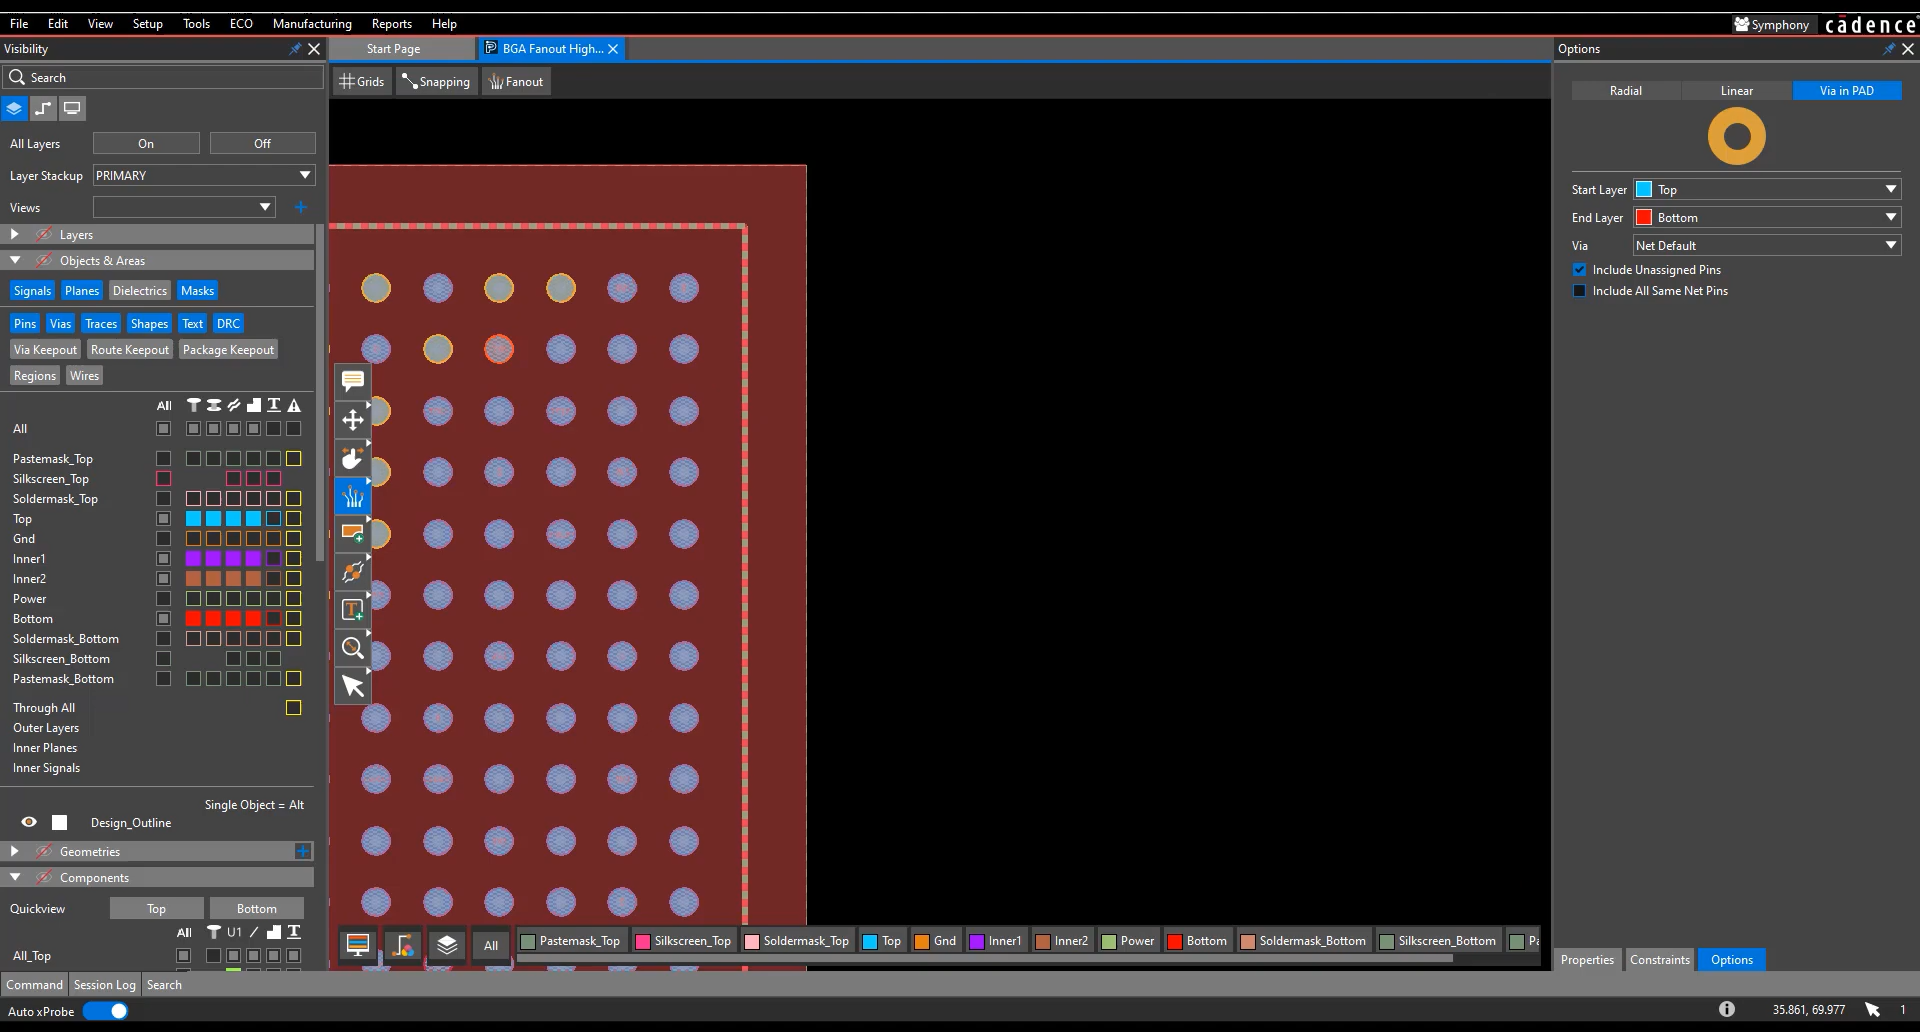 File Edit View Setup Tools ECO Manufacturing Reports Help
Symphony cādence
Visibility
Start Page
BGA Fanout High...
Options
Search
Grids Snapping Fanout
Radial Linear Via in PAD
All Layers On Off
Layer Stackup PRIMARY
Views
Start Layer Top
End Layer Bottom
Via Net Default
Include Unassigned Pins
Include All Same Net Pins
Layers
Objects & Areas
Signals Planes Dielectrics Masks
Pins Vias Traces Shapes Text DRC
Via Keepout Route Keepout Package Keepout
Regions Wires
All
All
Pastemask_Top
Silkscreen_Top
Soldermask_Top
Top
Gnd
Inner1
Inner2
Power
Bottom
Soldermask_Bottom
Silkscreen_Bottom
Pastemask_Bottom
Through All
Outer Layers
Inner Planes
Inner Signals
Single Object = Alt
Design_Outline
Geometries
Components
Quickview Top Bottom
All U1
All_Top
All Pastemask_Top Silkscreen_Top Soldermask_Top Top Gnd Inner1 Inner2 Power Bottom Soldermask_Bottom Silkscreen_Bottom Pa
Properties Constraints Options
Command Session Log Search
Auto xProbe
35.861, 69.977 1